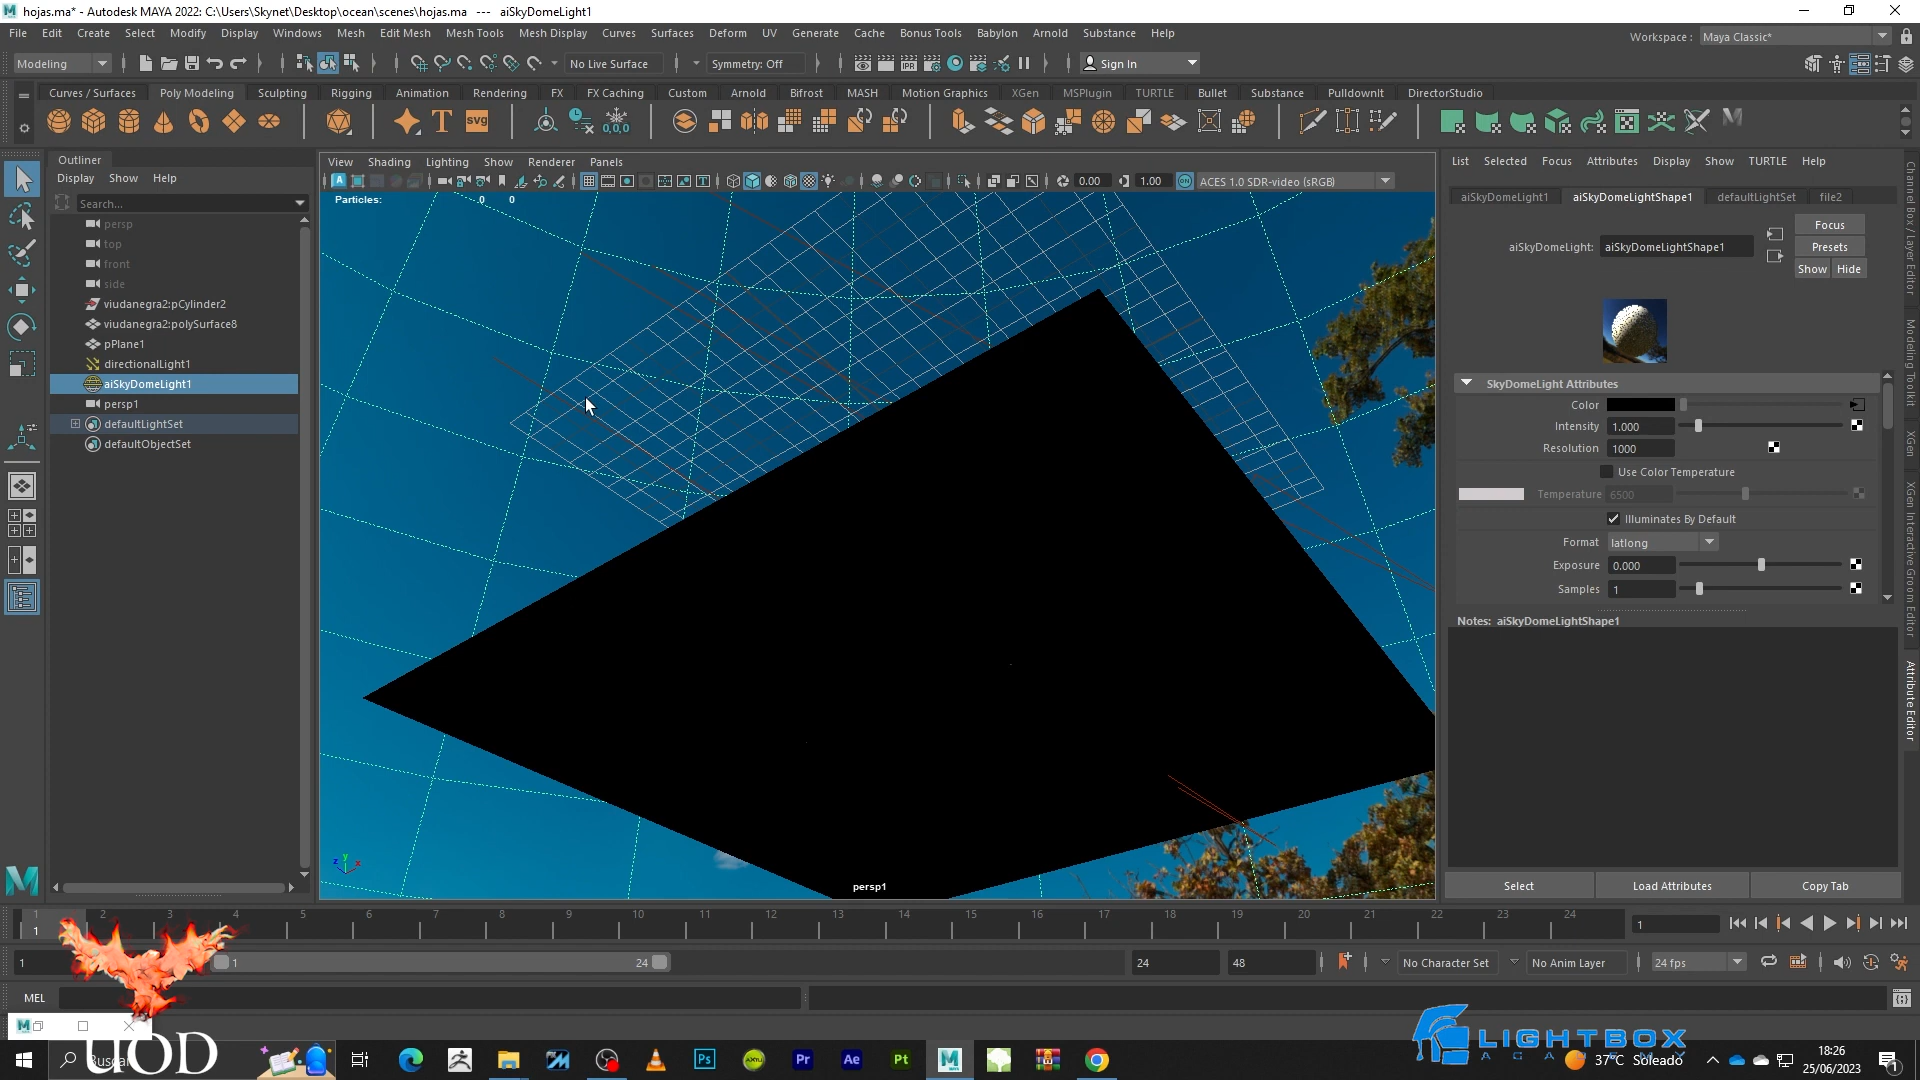 hojas.ma* - Autodesk MAYA 2022: C:\Users\Skynet\Desktop\ocean\scenes\hojas.ma --- aiSkyDomeLight1
File Edit Create Select Modify Display Windows Mesh Edit Mesh Mesh Tools Mesh Display Curves Surfaces Deform UV Generate Cache Bonus Tools Babylon Arnold Substance Help
Workspace : Maya Classic*
Modeling
No Live Surface
Symmetry: Off
Sign In
Curves / Surfaces Poly Modeling Sculpting Rigging Animation Rendering FX FX Caching Custom Arnold Bifrost MASH Motion Graphics XGen MSPlugin TURTLE Bullet Substance PulldownIt DirectorStudio
Outliner
Display Show Help
Search...
persp
top
front
side
viudanegra2:pCylinder2
viudanegra2:polySurface8
pPlane1
directionalLight1
aiSkyDomeLight1
persp1
defaultLightSet
defaultObjectSet
View Shading Lighting Show Renderer Panels
0.00 1.00 ACES 1.0 SDR-video (sRGB)
Particles: 0 0
persp1
List Selected Focus Attributes Display Show TURTLE Help
aiSkyDomeLight1 aiSkyDomeLightShape1 defaultLightSet file2
aiSkyDomeLight: aiSkyDomeLightShape1
Focus
Presets
Show Hide
SkyDomeLight Attributes
Color
Intensity 1.000
Resolution 1000
Use Color Temperature
Temperature 6500
Illuminates By Default
Format latlong
Exposure 0.000
Samples 1
Notes: aiSkyDomeLightShape1
Select Load Attributes Copy Tab
Channel Box / Layer Editor
Modeling Toolkit
XGen
XGen Interactive Groom Editor
Attribute Editor
1 2 3 4 5 6 7 8 9 10 11 12 13 14 15 16 17 18 19 20 21 22 23 24
1
1
1 1 24 24 48 No Character Set No Anim Layer 24 fps
MEL
UOD
LIGHTBOX
ACADEMY
37°C Soleado
18:26
25/06/2023